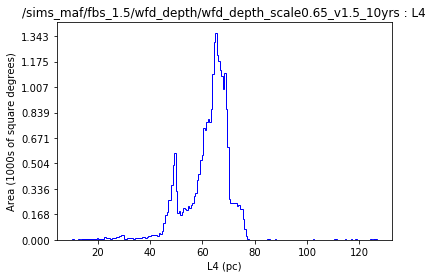 /sims_maf/fbs_1.5/wfd_depth/wfd_depth_scale0.65_v1.5_10yrs : L4
1.343
1.175
1.007
0.839
0.671
0.504
0.336
0.168
0.000
Area (1000s of square degrees)
20 40 60 80 100 120
L4 (pc)